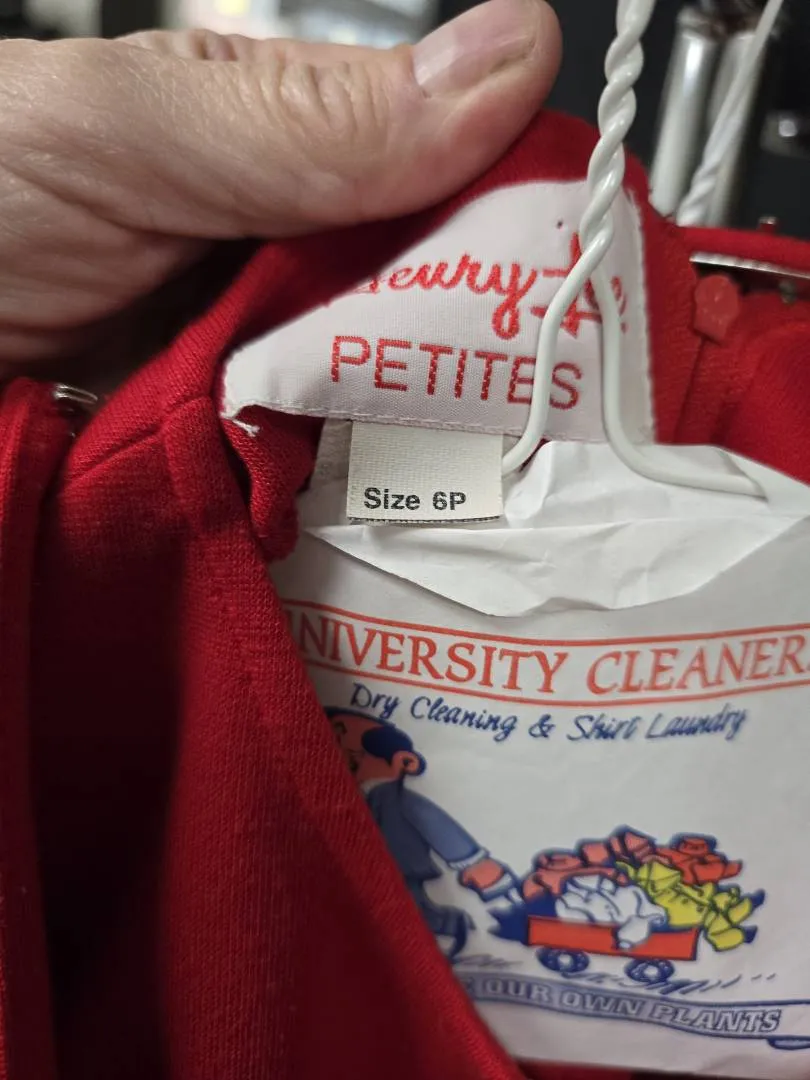 PETITES
Size 6P
NIVERSITY CLEANER
Dry Cleaning & Shirt Laundry
OUR OWN PLANTS